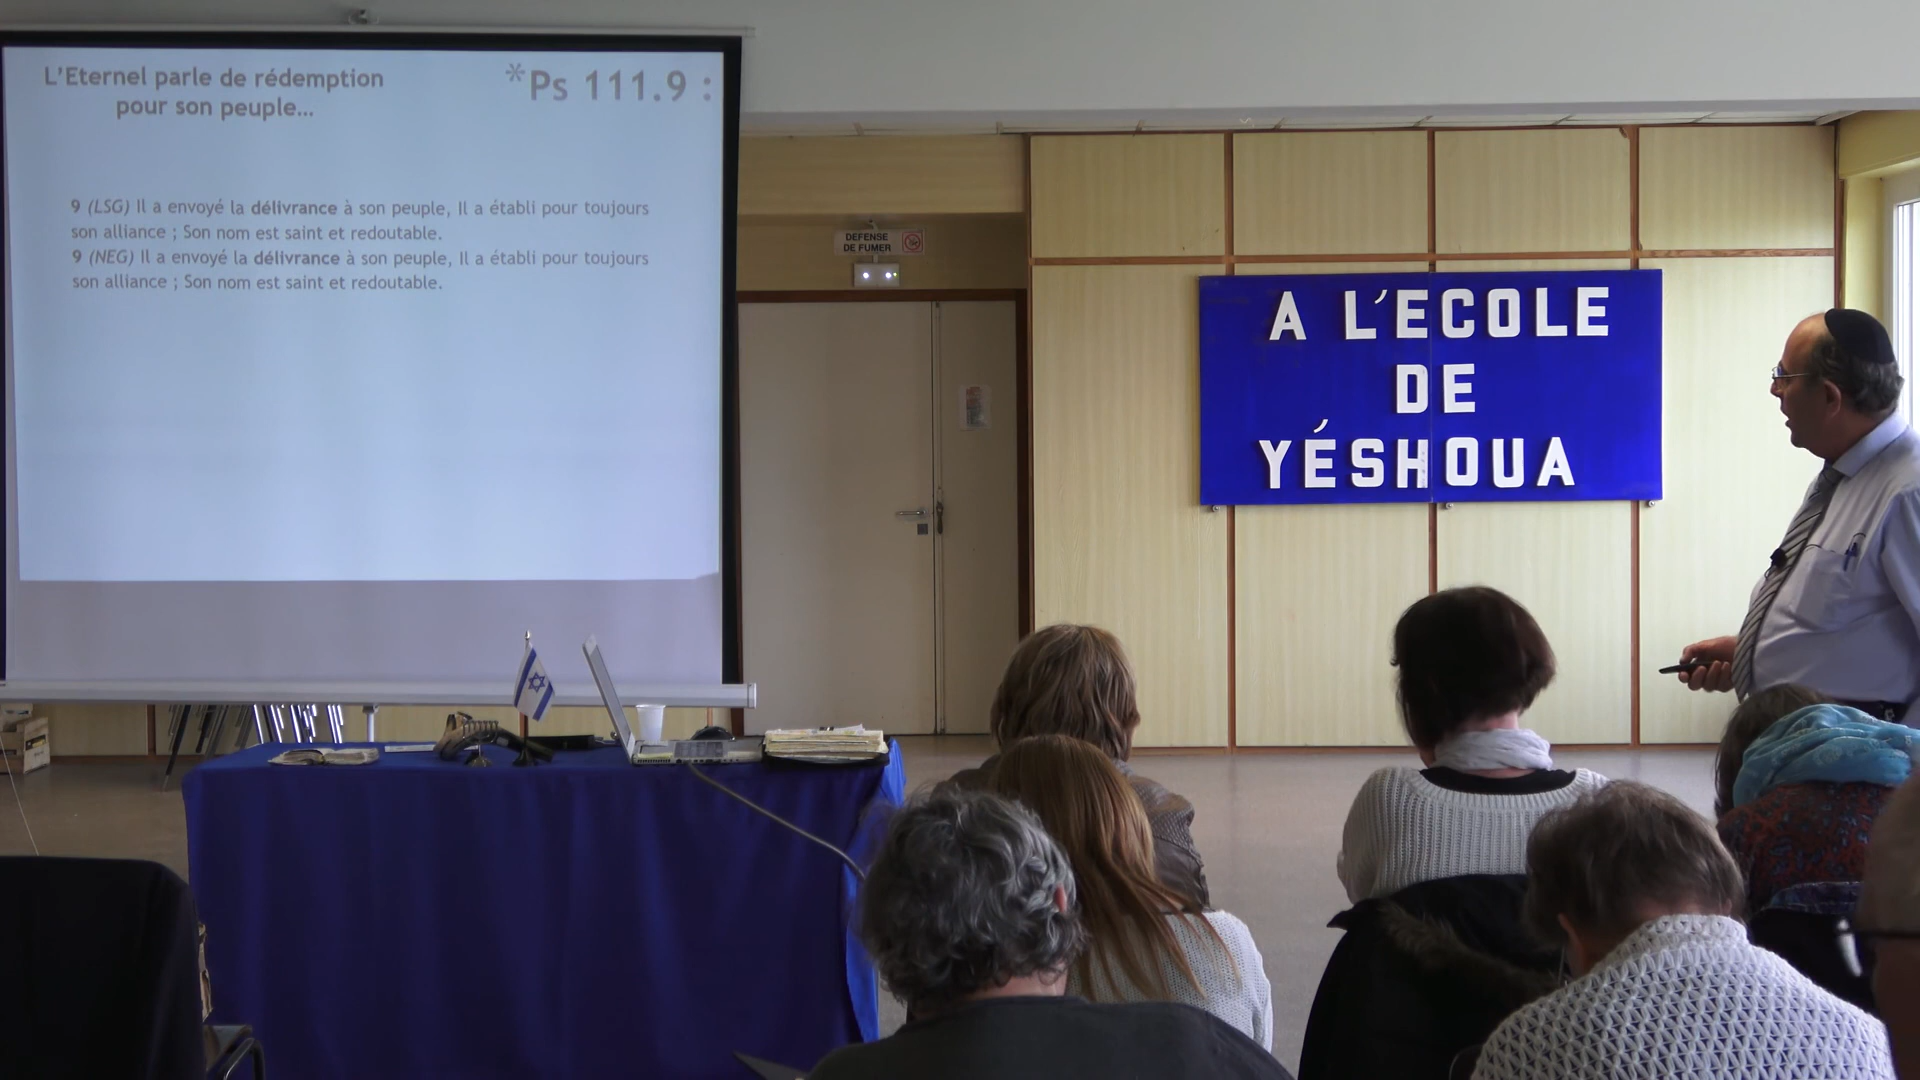 L'Eternel parle de rédemption
pour son peuple...
*Ps 111.9 :
9 (LSG) Il a envoyé la délivrance à son peuple, Il a établi pour toujours
son alliance ; Son nom est saint et redoutable.
9 (NEG) Il a envoyé la délivrance à son peuple, Il a établi pour toujours
son alliance ; Son nom est saint et redoutable.
DEFENSE
DE FUMER
A L'ECOLE
DE
YÉSHOUA